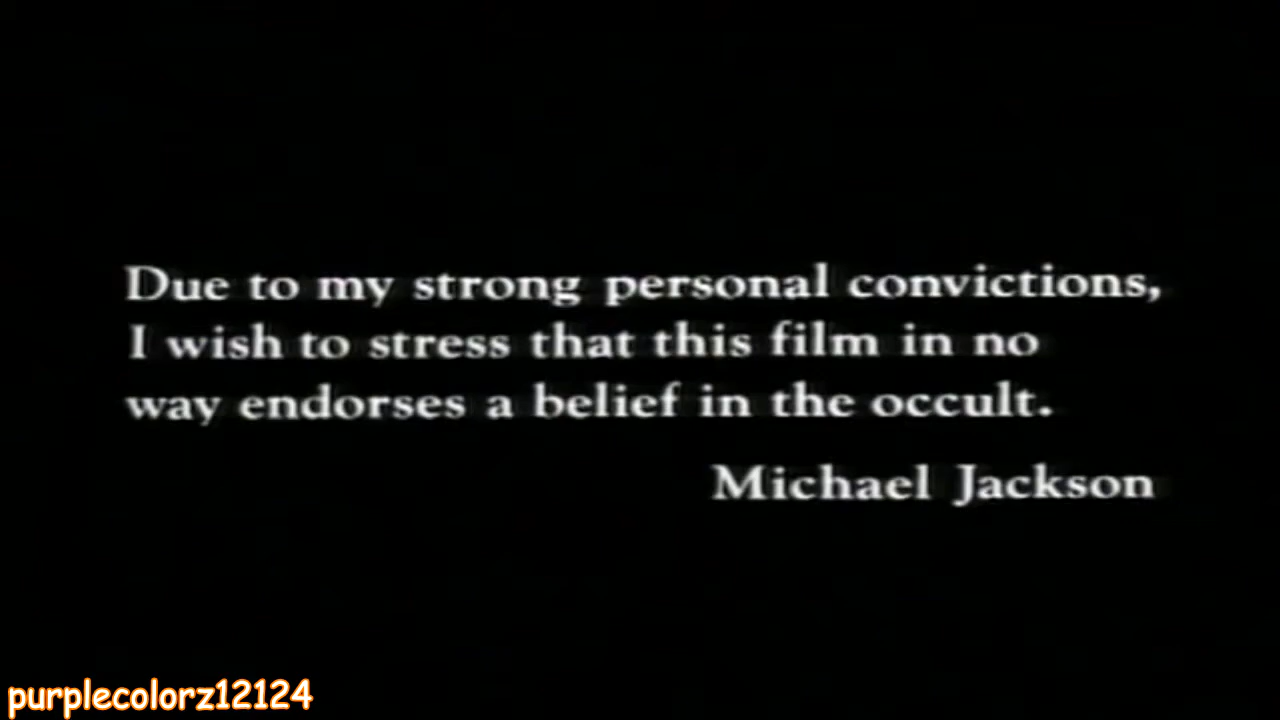 Due to my strong personal convictions,
I wish to stress that this film in no
way endorses a belief in the occult.
Michael Jackson
purplecolorz12124